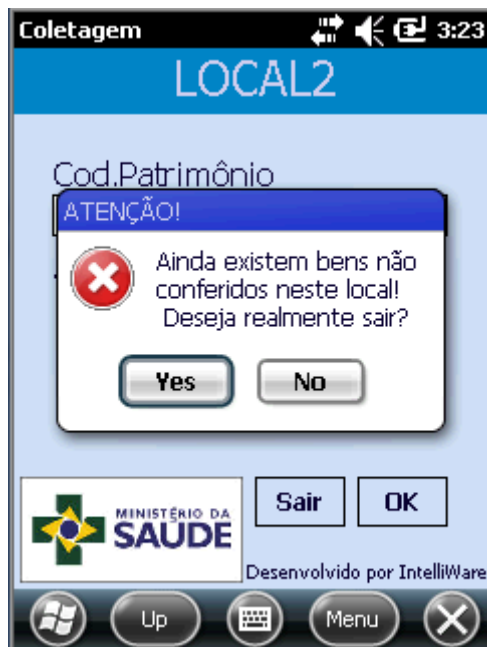 Coletagem 3:23
LOCAL2
Cod.Patrimônio
ATENÇÃO!
Ainda existem bens não
conferidos neste local!
Deseja realmente sair?
Yes No
MINISTÉRIO DA
SAÚDE
Sair OK
Desenvolvido por IntelliWare
Up Menu